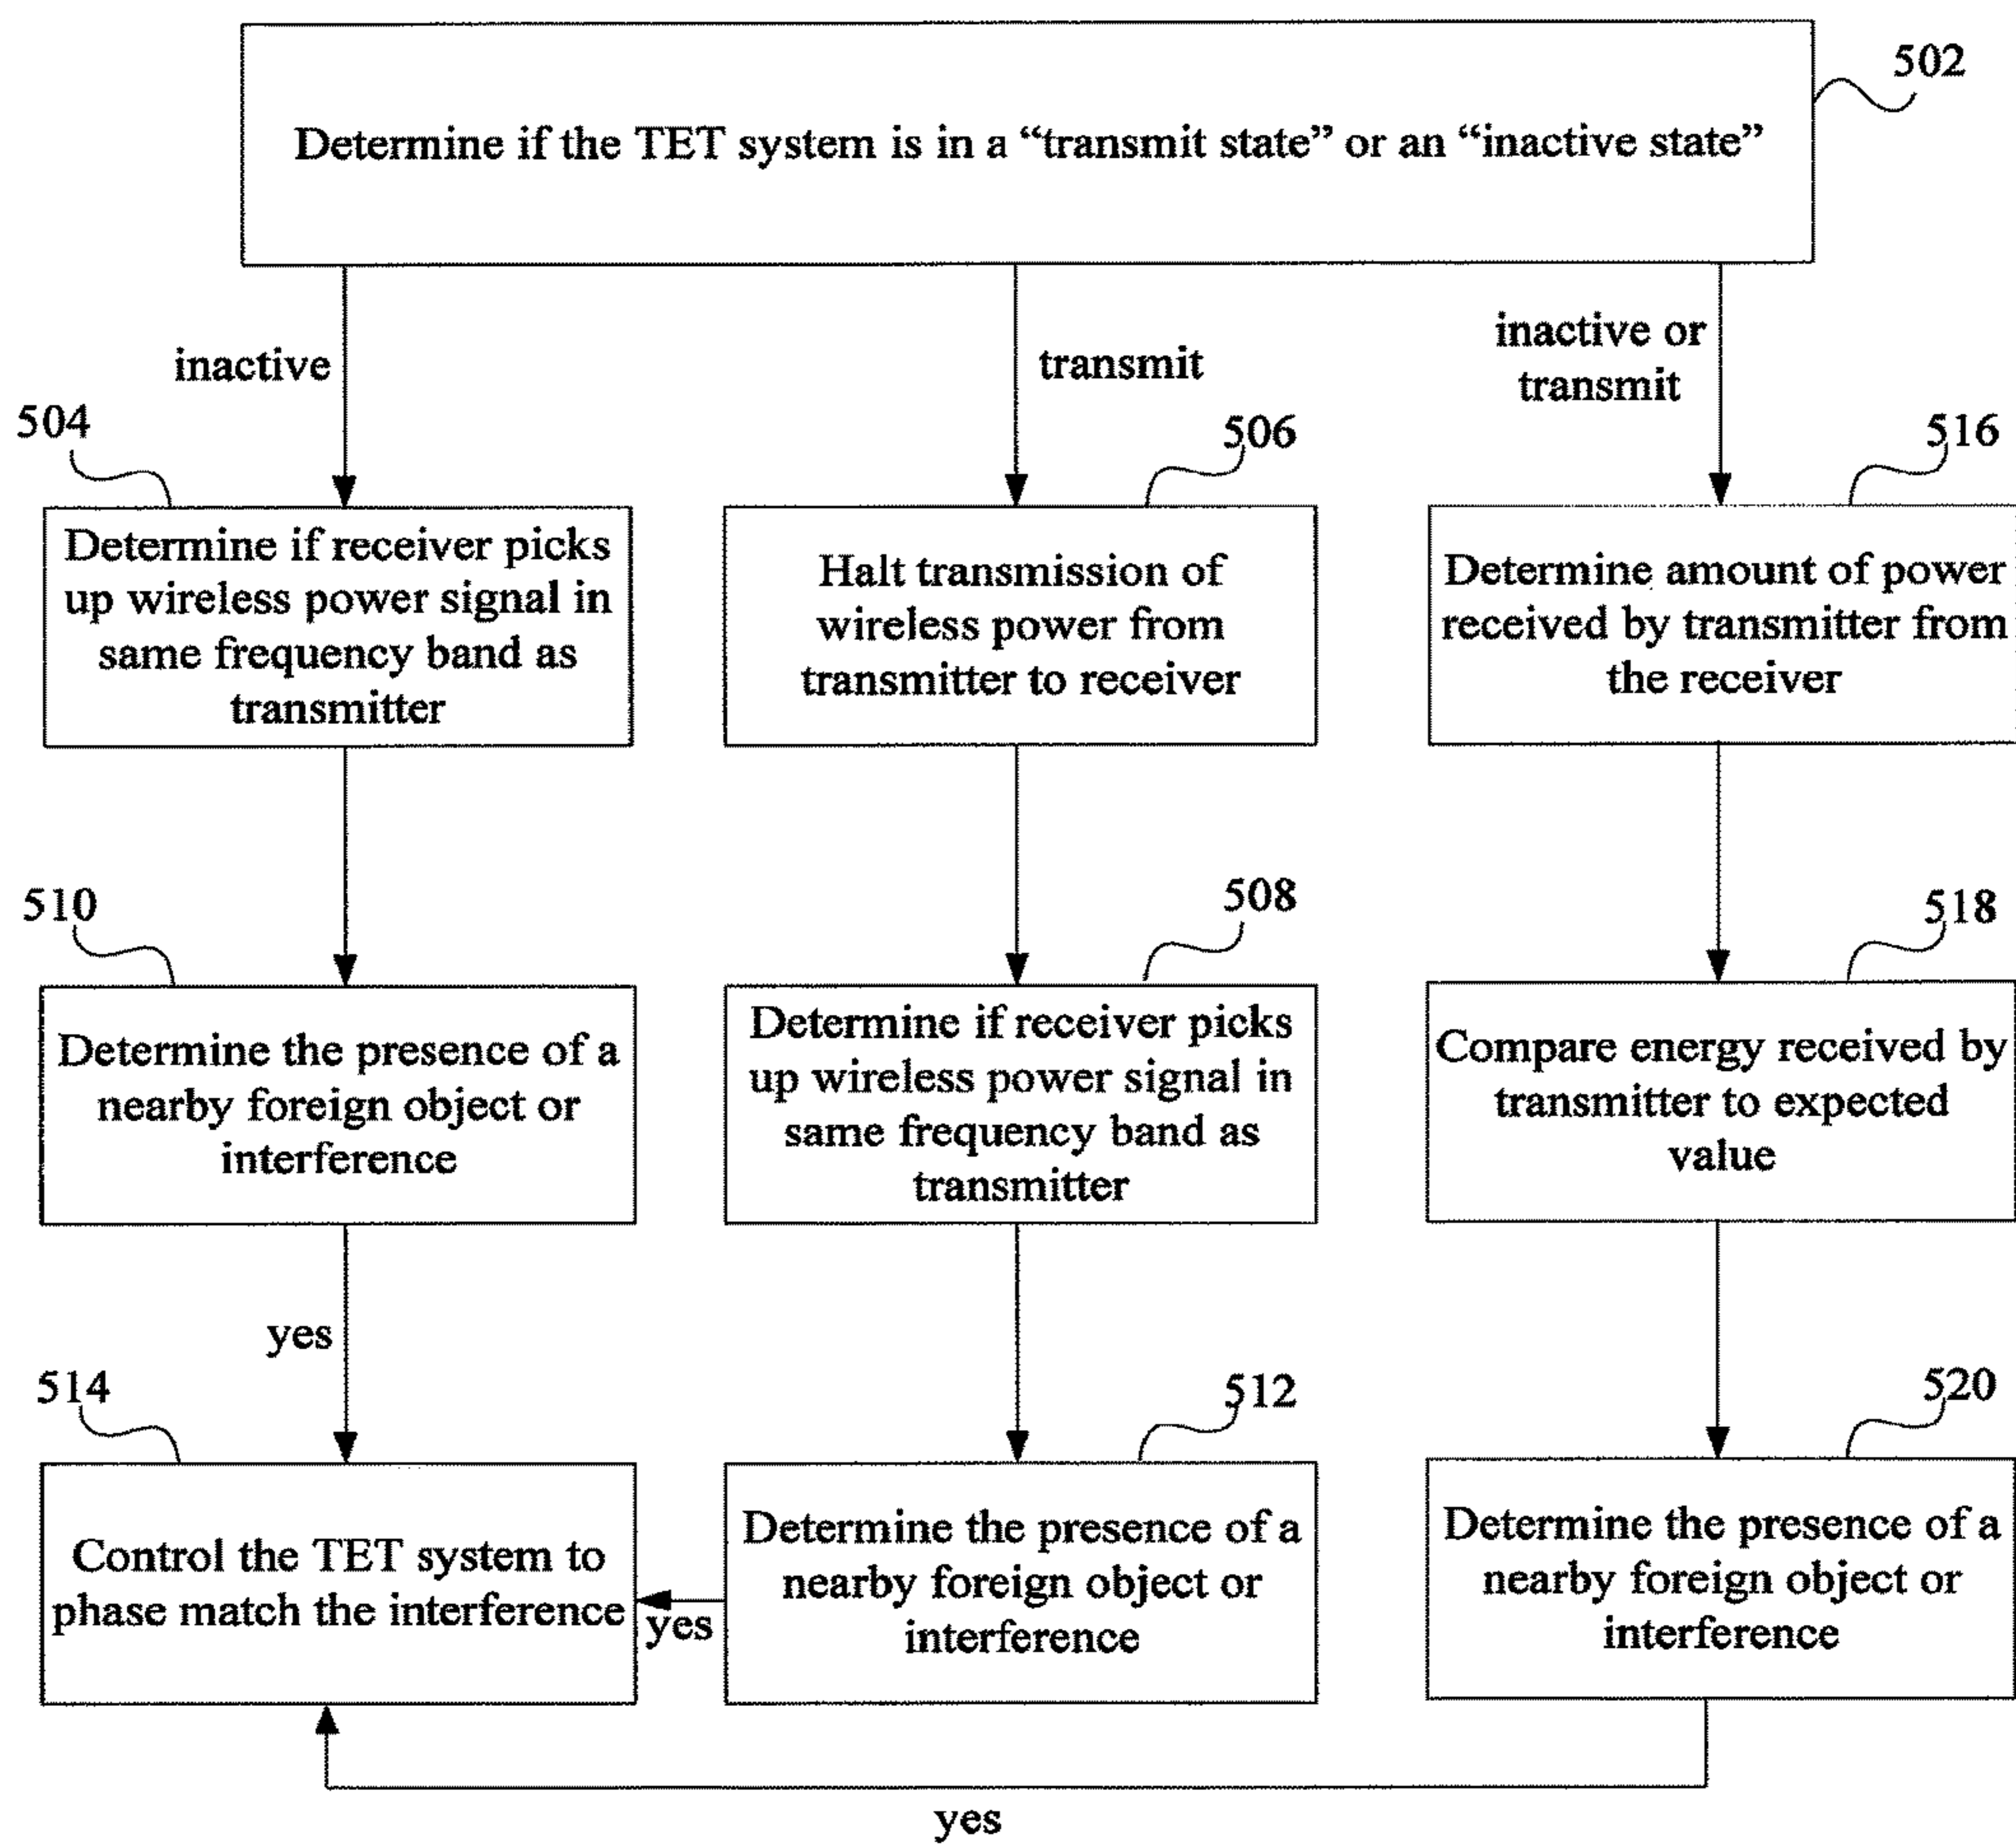 502
Determine if the TET system is in a “transmit state” or an “inactive state”
inactive
transmit
inactive or
transmit
504
Determine if receiver picks
up wireless power signal in
same frequency band as
transmitter
506
Halt transmission of
wireless power from
transmitter to receiver
516
Determine amount of power
received by transmitter from
the receiver
510
Determine the presence of a
nearby foreign object or
interference
508
Determine if receiver picks
up wireless power signal in
same frequency band as
transmitter
518
Compare energy received by
transmitter to expected
value
yes
514
Control the TET system to
phase match the interference
yes
512
Determine the presence of a
nearby foreign object or
interference
520
Determine the presence of a
nearby foreign object or
interference
yes